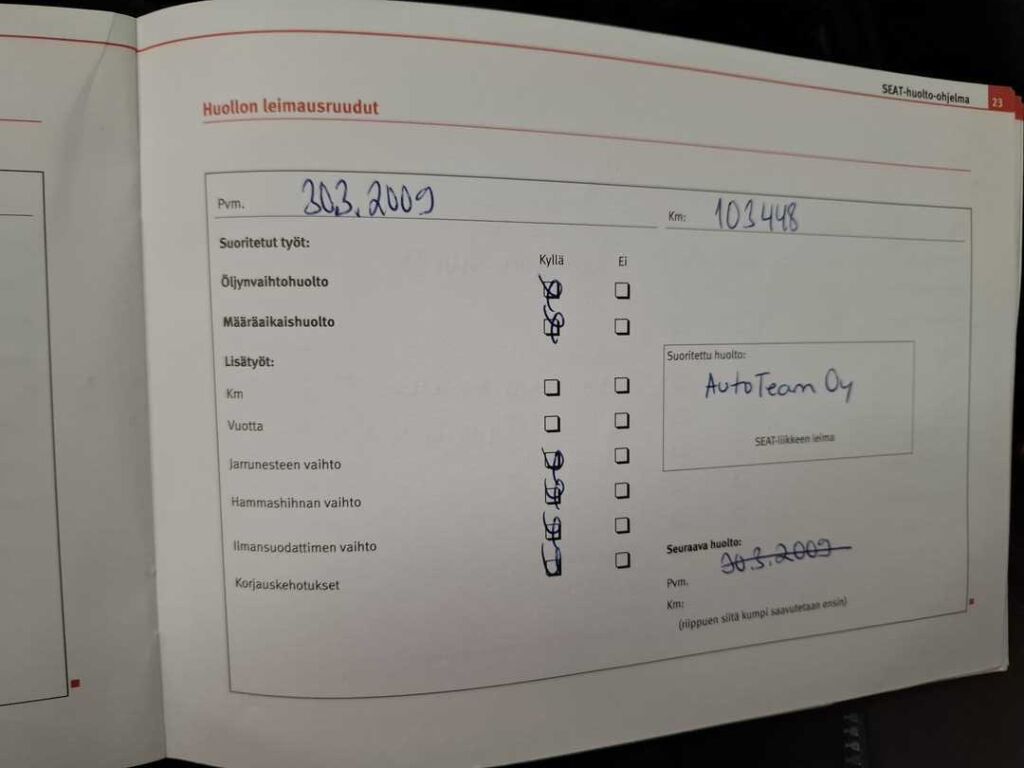 SEAT-huolto-ohjelma 23
Huollon leimausruudut
Pvm. 30.3.2009 Km: 103448
Suoritetut työt:
Kyllä Ei
Öljynvaihtohuolto
Määräaikaishuolto
Lisätyöt:
Suoritettu huolto:
Km
AutoTeam Oy
Vuotta
SEAT-liikkeen leima
Jarrunesteen vaihto
Hammashihnan vaihto
Ilmansuodattimen vaihto
Seuraava huolto:
30.3.2009
Korjauskehotukset
Pvm.
Km:
(riippuen siitä kumpi saavutetaan ensin)